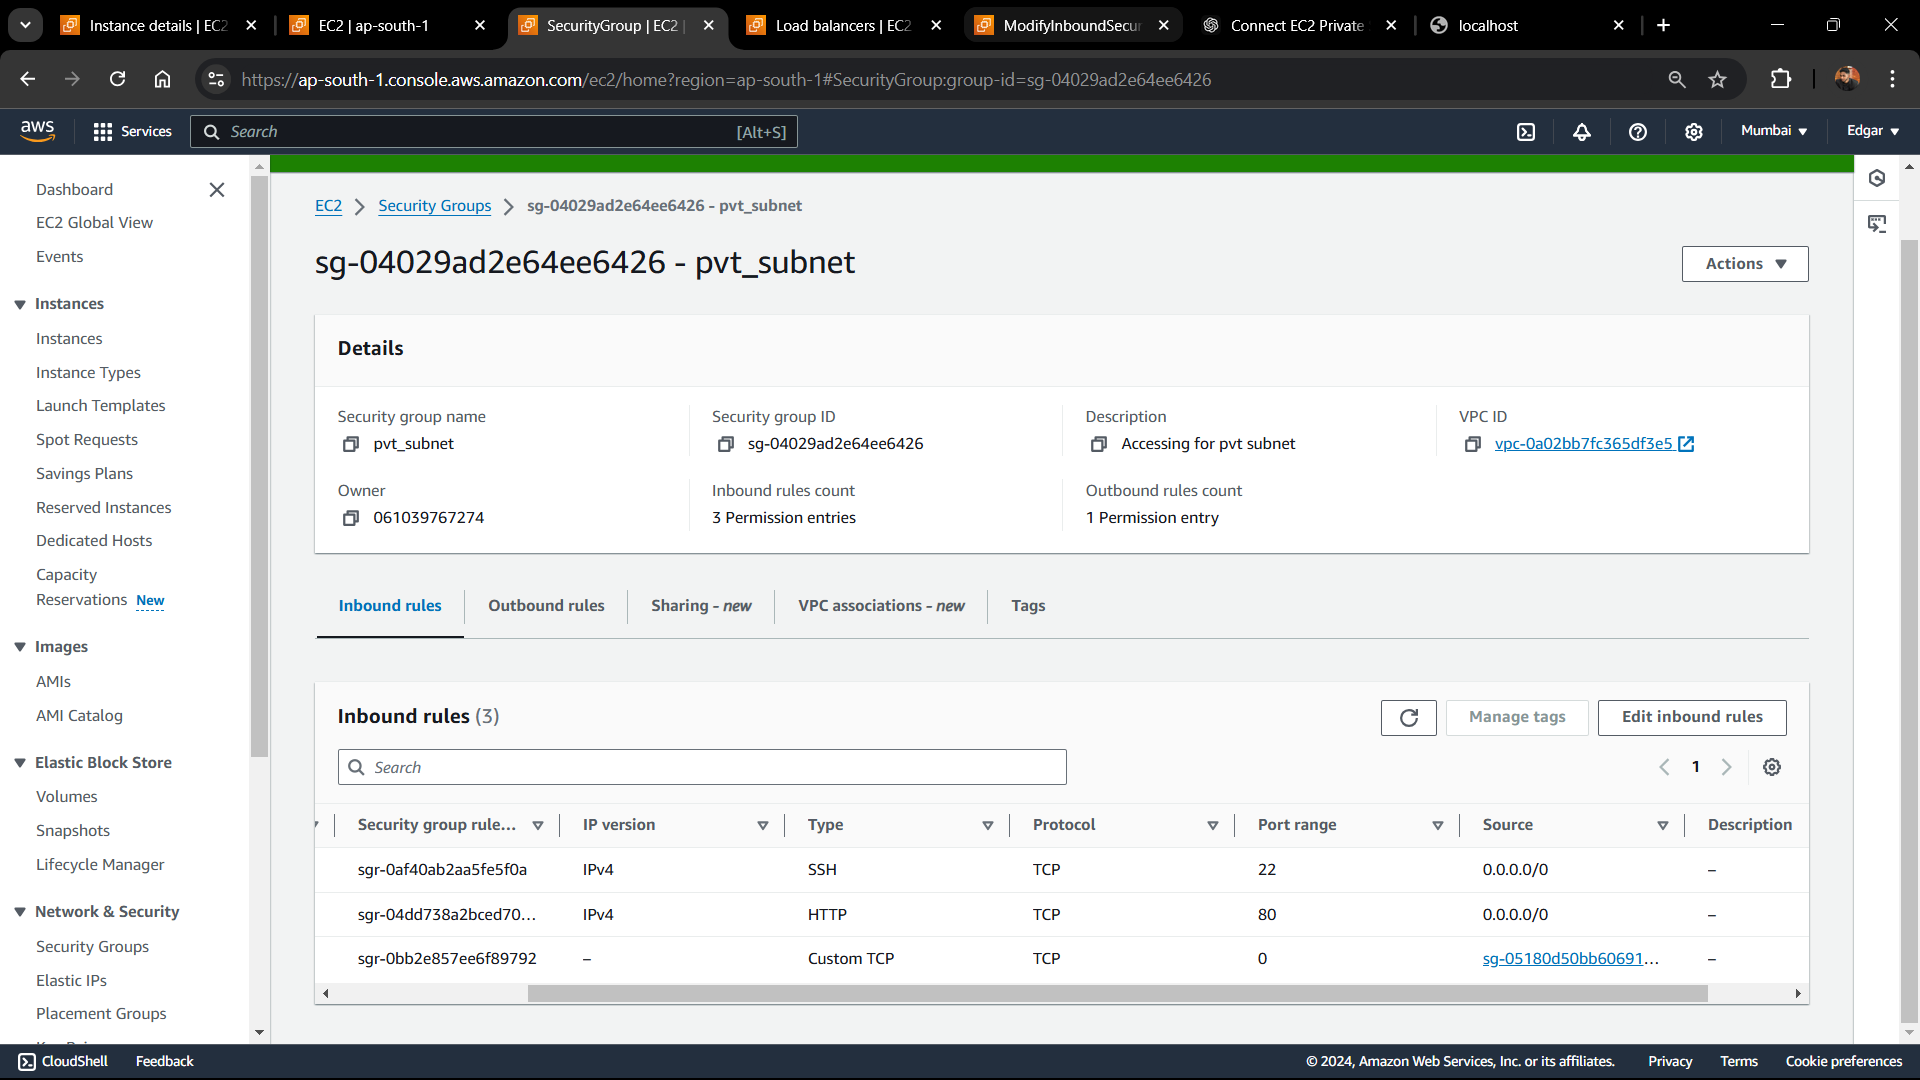 Instance details | EC2
EC2 | ap-south-1
SecurityGroup | EC2 |
Load balancers | EC2
ModifyInboundSecur
Connect EC2 Private
localhost
https://ap-south-1.console.aws.amazon.com/ec2/home?region=ap-south-1#SecurityGroup:group-id=sg-04029ad2e64ee6426
aws
Services
Search
[Alt+S]
Mumbai
Edgar
Dashboard
EC2 Global View
Events
Instances
Instances
Instance Types
Launch Templates
Spot Requests
Savings Plans
Reserved Instances
Dedicated Hosts
Capacity
Reservations New
Images
AMIs
AMI Catalog
Elastic Block Store
Volumes
Snapshots
Lifecycle Manager
Network & Security
Security Groups
Elastic IPs
Placement Groups
EC2 > Security Groups > sg-04029ad2e64ee6426 - pvt_subnet
sg-04029ad2e64ee6426 - pvt_subnet
Actions
Details
Security group name
pvt_subnet
Security group ID
sg-04029ad2e64ee6426
Description
Accessing for pvt subnet
VPC ID
vpc-0a02bb7fc365df3e5
Owner
061039767274
Inbound rules count
3 Permission entries
Outbound rules count
1 Permission entry
Inbound rules
Outbound rules
Sharing - new
VPC associations - new
Tags
Inbound rules (3)
Manage tags
Edit inbound rules
Search
1
Security group rule... IP version Type Protocol Port range Source Description
sgr-0af40ab2aa5fe5f0a IPv4 SSH TCP 22 0.0.0.0/0 –
sgr-04dd738a2bced70... IPv4 HTTP TCP 80 0.0.0.0/0 –
sgr-0bb2e857ee6f89792 – Custom TCP TCP 0 sg-05180d50bb60691... –
CloudShell
Feedback
© 2024, Amazon Web Services, Inc. or its affiliates.
Privacy
Terms
Cookie preferences